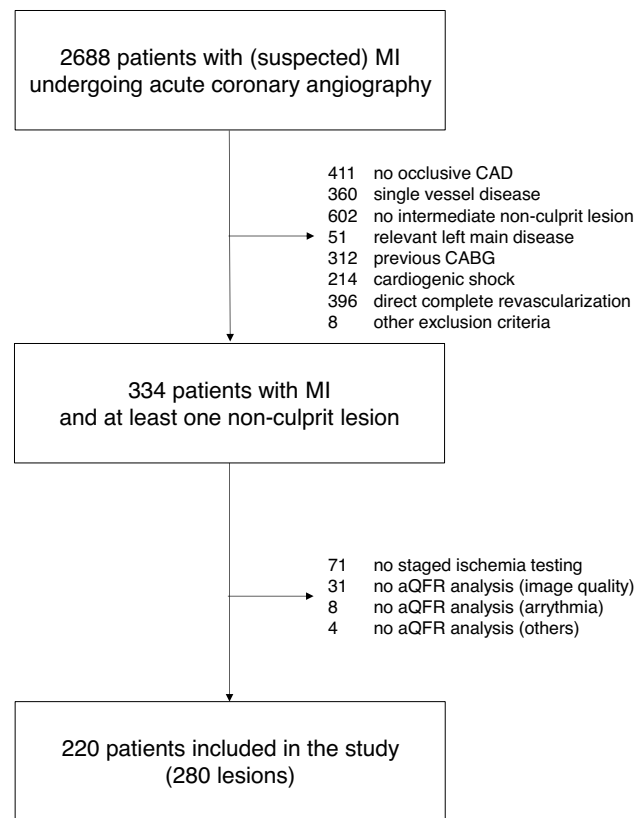 2688 patients with (suspected) MI
undergoing acute coronary angiography
411 no occlusive CAD
360 single vessel disease
602 no intermediate non-culprit lesion
51 relevant left main disease
312 previous CABG
214 cardiogenic shock
396 direct complete revascularization
8 other exclusion criteria
334 patients with MI
and at least one non-culprit lesion
71 no staged ischemia testing
31 no aQFR analysis (image quality)
8 no aQFR analysis (arrythmia)
4 no aQFR analysis (others)
220 patients included in the study
(280 lesions)